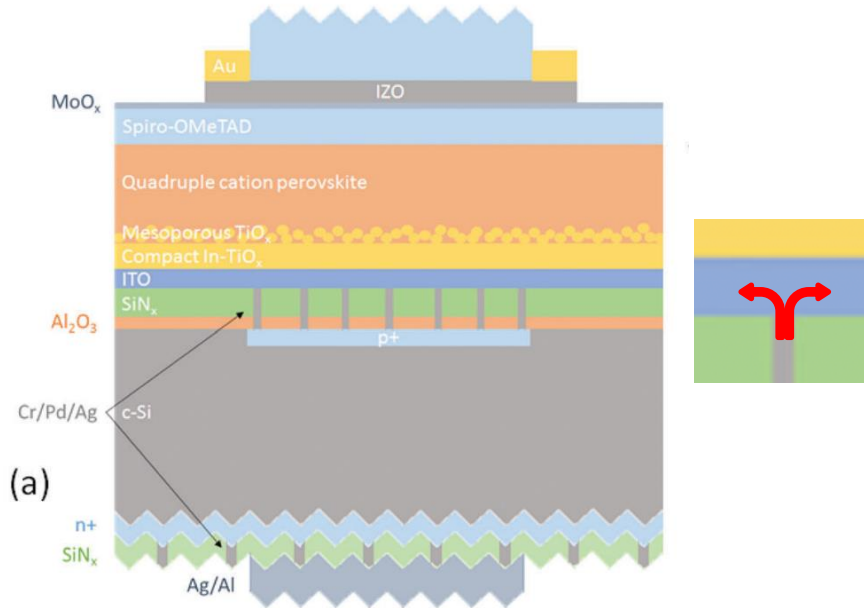 Au
IZO
MoOₓ
Spiro-OMeTAD
Quadruple cation perovskite
Mesoporous TiOₓ
Compact In-TiOₓ
ITO
SiNₓ
Al₂O₃
p+
Cr/Pd/Ag
c-Si
(a)
n+
SiNₓ
Ag/Al